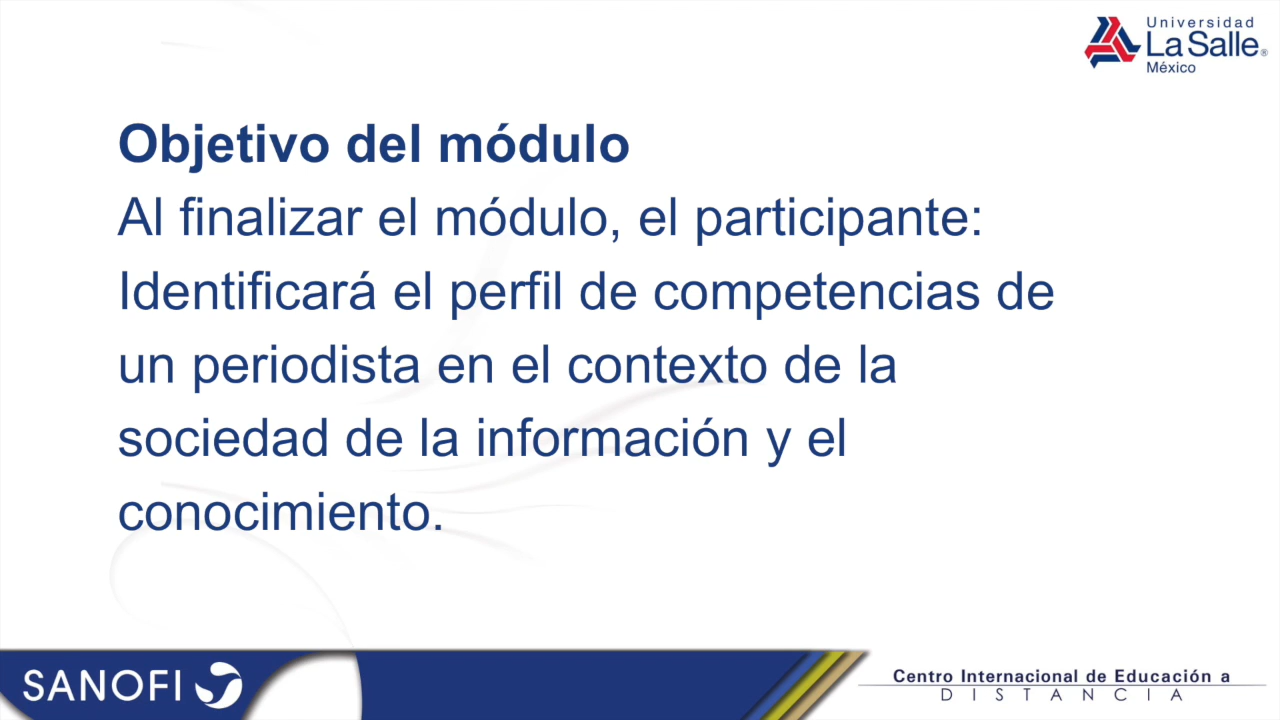 Universidad
La Salle®
México
Objetivo del módulo
Al finalizar el módulo, el participante:
Identificará el perfil de competencias de
un periodista en el contexto de la
sociedad de la información y el
conocimiento.
SANOFI
Centro Internacional de Educación a
DISTANCIA